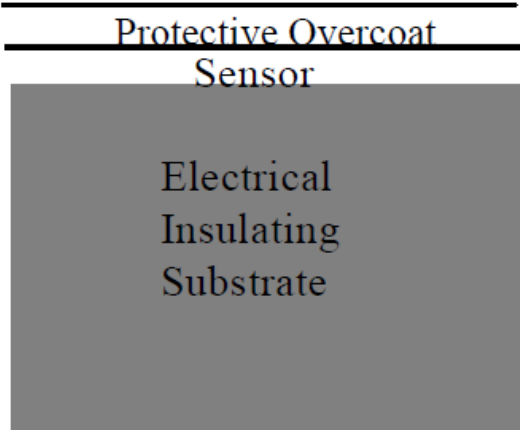 Protective Overcoat
Sensor
Electrical
Insulating
Substrate